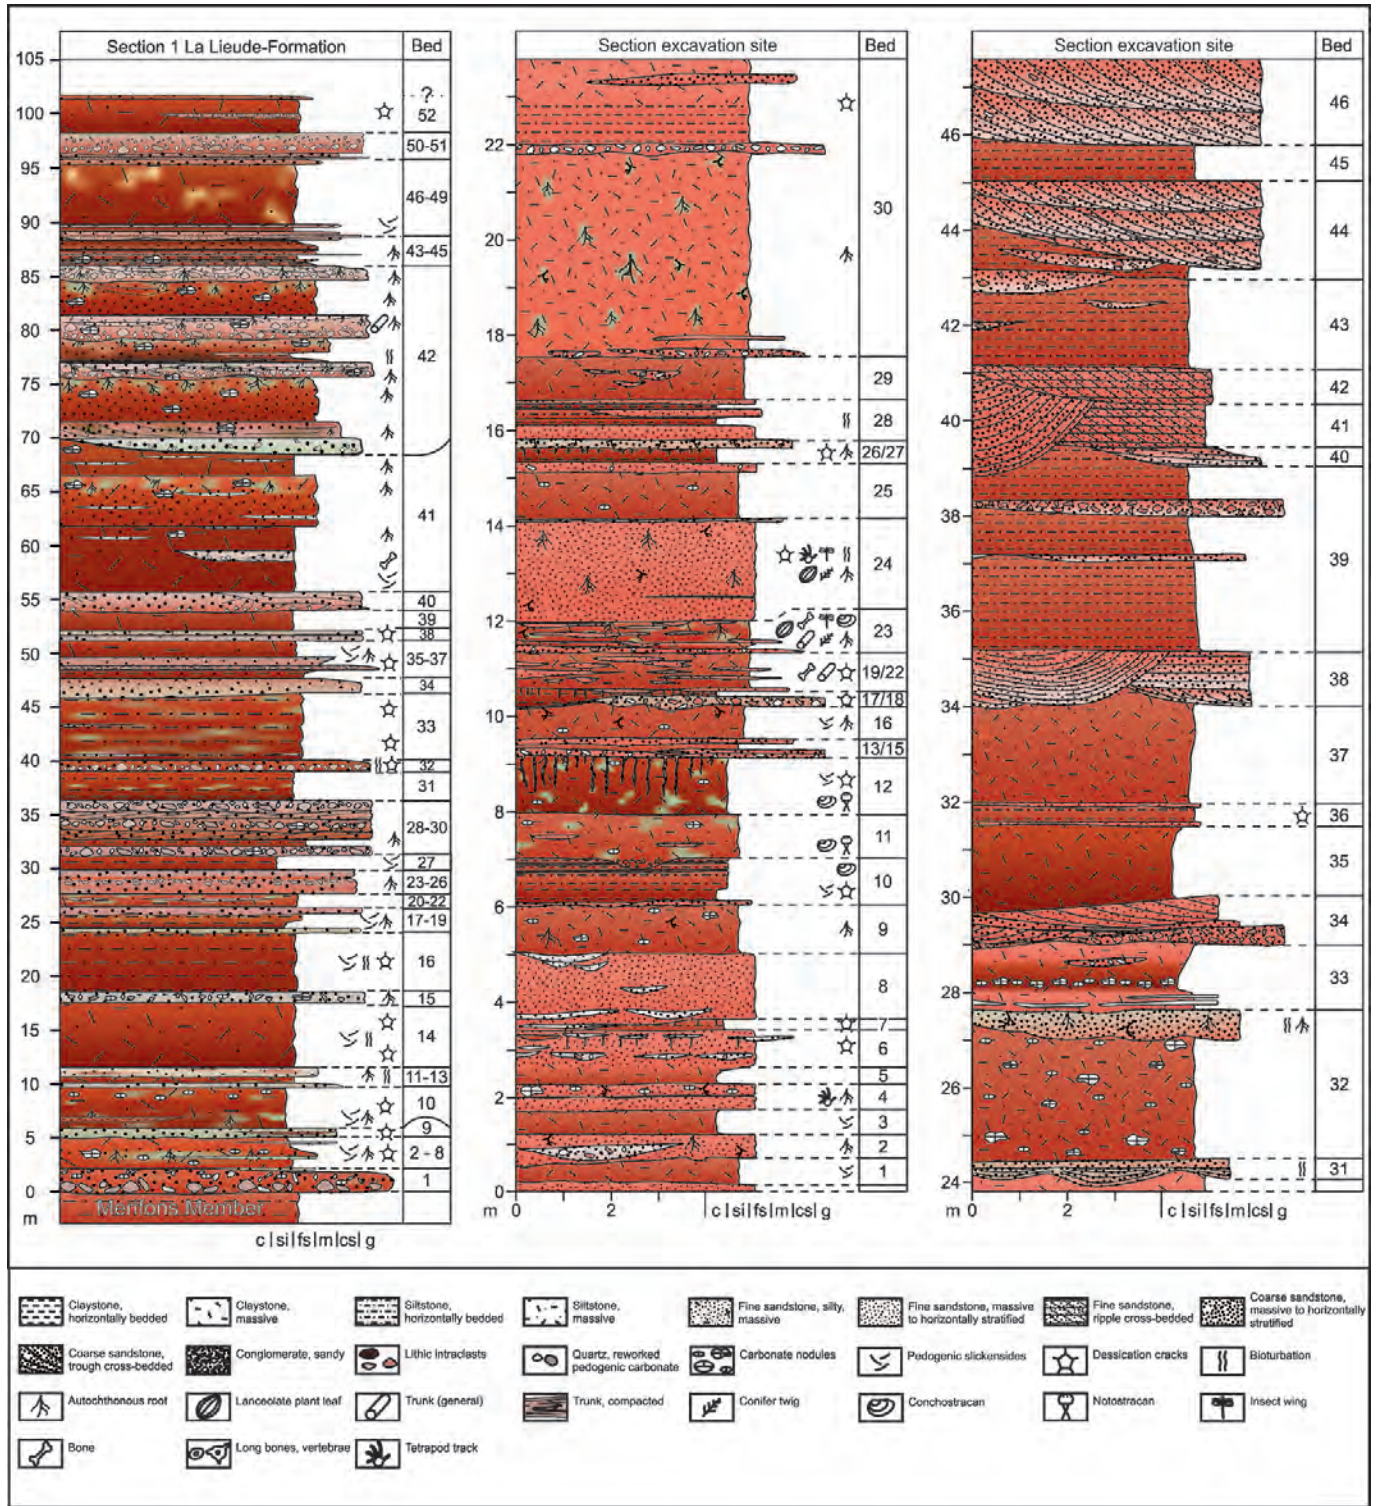 Section 1 La Lieude-Formation Bed
105
?
100
52
50-51
95
46-49
90
43-45
85
80
42
75
70
65
41
60
55
40
39
38
50
35-37
34
45
33
40
32
31
35
28-30
30
27
23-26
20-22
25
17-19
16
20
15
15
14
11-13
10
10
9
5
2 - 8
1
0
m
Merifons Member
c|si|fs|m|cs|g
Section excavation site Bed
22
30
20
18
29
28
16
26/27
25
14
24
12
23
19/22
17/18
10
16
13/15
12
8
11
10
6
9
8
4
7
6
5
2
4
3
2
1
0
m 0 2 c|si|fs|m|cs|g
Section excavation site Bed
46
46
45
44
44
43
42
42
41
40
40
38
39
36
38
34
37
32
36
35
30
34
33
28
32
26
31
24
m 0 2 c|si|fs|m|cs|g
Claystone,
horizontally bedded
Claystone,
massive
Siltstone,
horizontally bedded
Siltstone,
massive
Fine sandstone, silty,
massive
Fine sandstone, massive
to horizontally stratified
Fine sandstone,
ripple cross-bedded
Coarse sandstone,
massive to horizontally
stratified
Coarse sandstone,
trough cross-bedded
Conglomerate, sandy
Lithic intraclasts
Quartz, reworked
pedogenic carbonate
Carbonate nodules
Pedogenic slickensides
Dessication cracks
Bioturbation
Autochthonous root
Lanceolate plant leaf
Trunk (general)
Trunk, compacted
Conifer twig
Conchostracan
Notostracan
Insect wing
Bone
Long bones, vertebrae
Tetrapod track